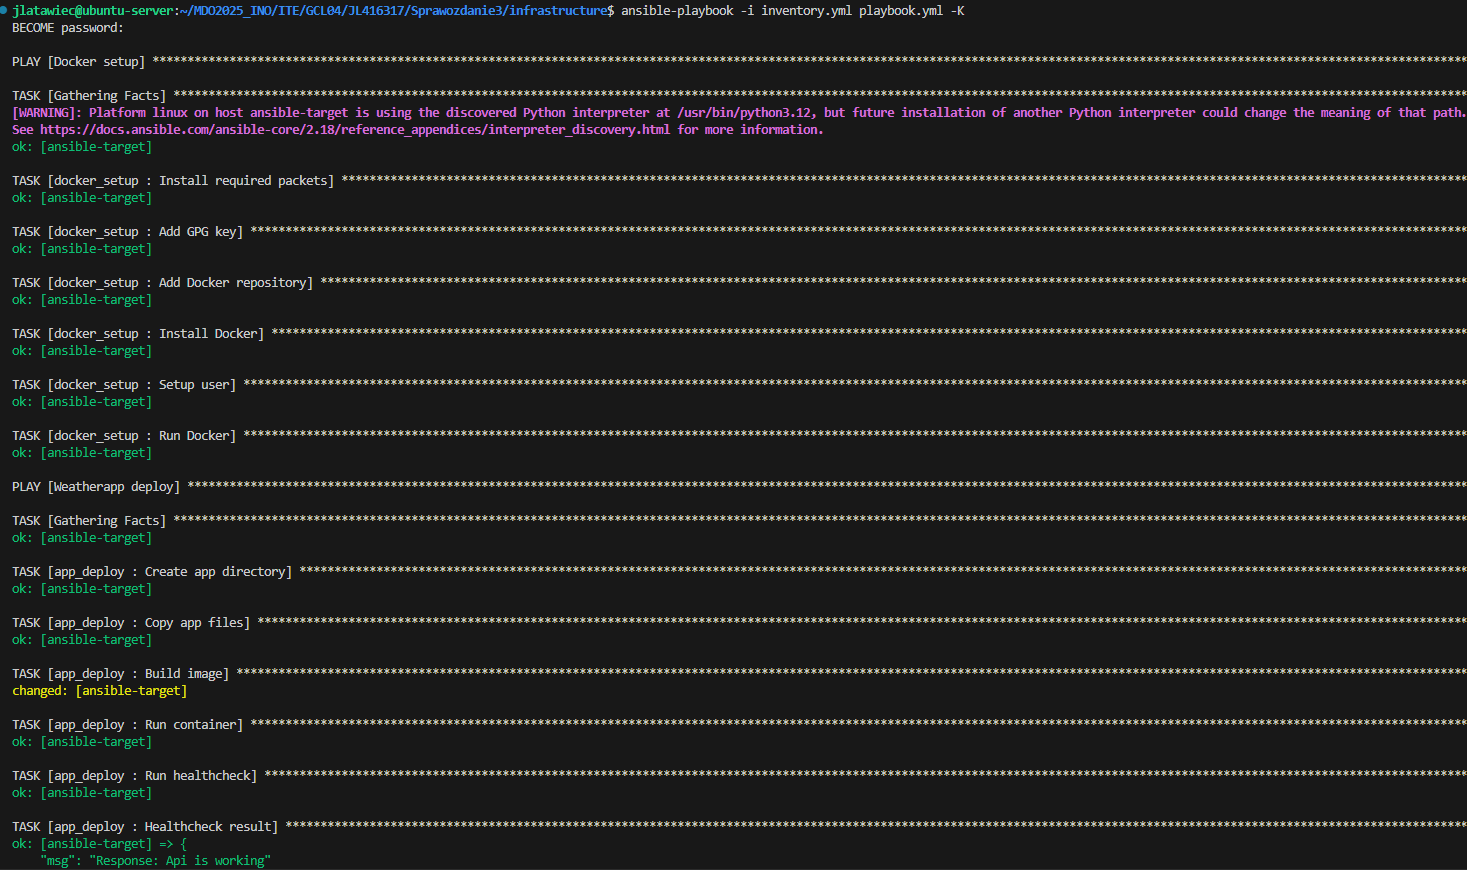 jlatawiec@ubuntu-server:~/MDO2025_INO/ITE/GCL04/JL416317/Sprawozdanie3/infrastructure$ ansible-playbook -i inventory.yml playbook.yml -K
BECOME password:
PLAY [Docker setup] ****************************************************************************************************************************************************************************************
TASK [Gathering Facts] *************************************************************************************************************************************************************************************
[WARNING]: Platform linux on host ansible-target is using the discovered Python interpreter at /usr/bin/python3.12, but future installation of another Python interpreter could change the meaning of that path.
See https://docs.ansible.com/ansible-core/2.18/reference_appendices/interpreter_discovery.html for more information.
ok: [ansible-target]
TASK [docker_setup : Install required packets] *************************************************************************************************************************************************************
ok: [ansible-target]
TASK [docker_setup : Add GPG key] **************************************************************************************************************************************************************************
ok: [ansible-target]
TASK [docker_setup : Add Docker repository] ****************************************************************************************************************************************************************
ok: [ansible-target]
TASK [docker_setup : Install Docker] ***********************************************************************************************************************************************************************
ok: [ansible-target]
TASK [docker_setup : Setup user] ***************************************************************************************************************************************************************************
ok: [ansible-target]
TASK [docker_setup : Run Docker] ***************************************************************************************************************************************************************************
ok: [ansible-target]
PLAY [Weatherapp deploy] ***********************************************************************************************************************************************************************************
TASK [Gathering Facts] *************************************************************************************************************************************************************************************
ok: [ansible-target]
TASK [app_deploy : Create app directory] *******************************************************************************************************************************************************************
ok: [ansible-target]
TASK [app_deploy : Copy app files] *************************************************************************************************************************************************************************
ok: [ansible-target]
TASK [app_deploy : Build image] ****************************************************************************************************************************************************************************
changed: [ansible-target]
TASK [app_deploy : Run container] **************************************************************************************************************************************************************************
ok: [ansible-target]
TASK [app_deploy : Run healthcheck] ************************************************************************************************************************************************************************
ok: [ansible-target]
TASK [app_deploy : Healthcheck result] *********************************************************************************************************************************************************************
ok: [ansible-target] => {
    "msg": "Response: Api is working"